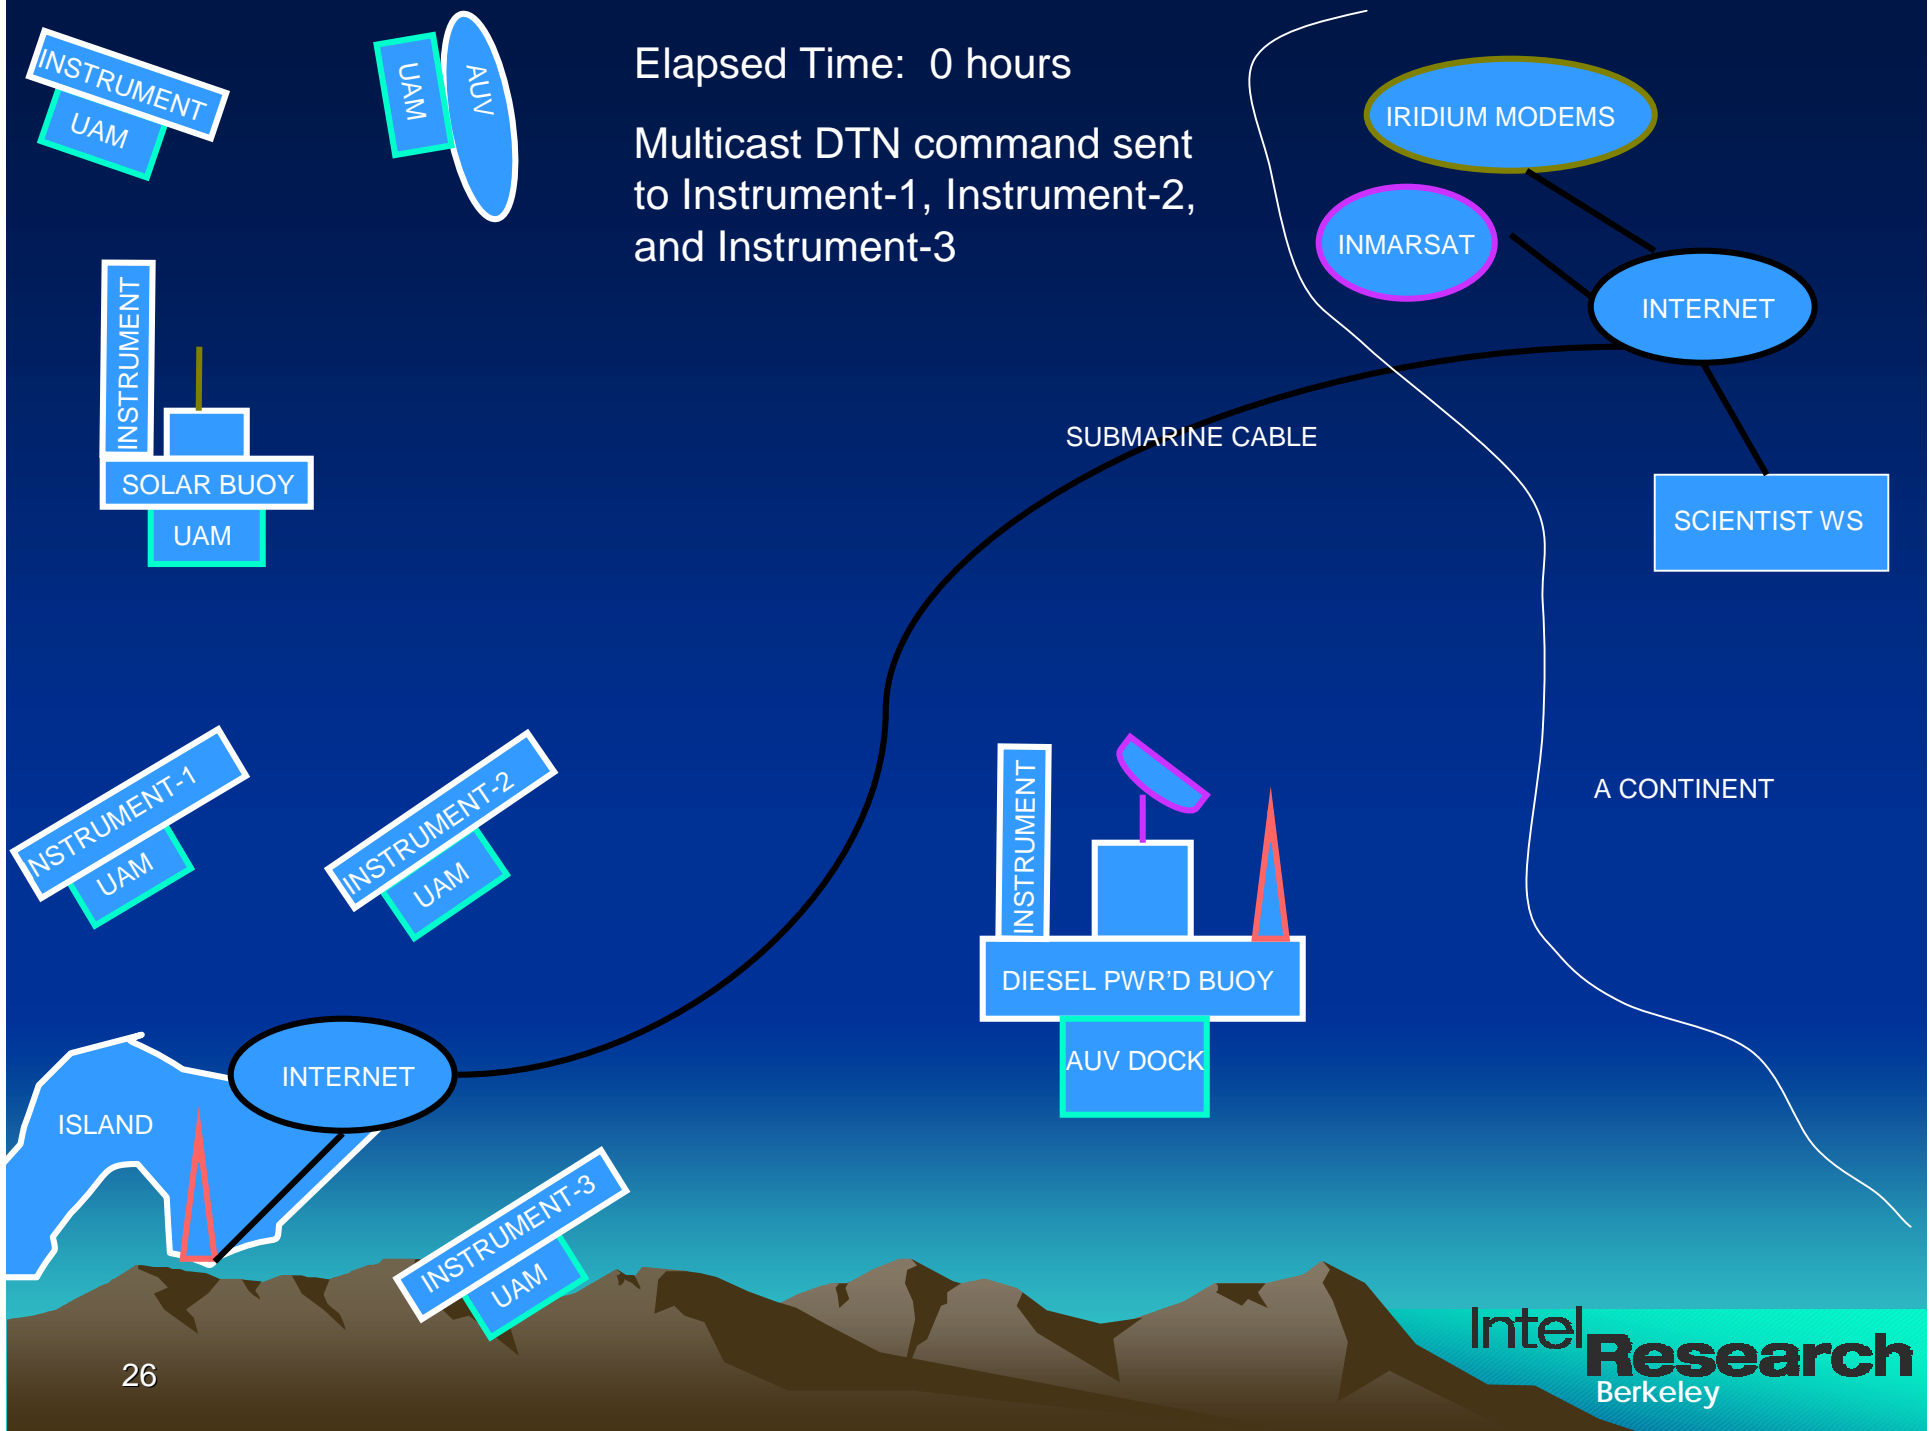 INSTRUMENT
UAM
UAM
AUV
Elapsed Time: 0 hours
Multicast DTN command sent
to Instrument-1, Instrument-2,
and Instrument-3
IRIDIUM MODEMS
INMARSAT
INTERNET
INSTRUMENT
SOLAR BUOY
UAM
SUBMARINE CABLE
SCIENTIST WS
NSTRUMENT-1
UAM
INSTRUMENT-2
UAM
INSTRUMENT
DIESEL PWR'D BUOY
AUV DOCK
A CONTINENT
INTERNET
ISLAND
INSTRUMENT-3
UAM
26
Intel
Research
Berkeley